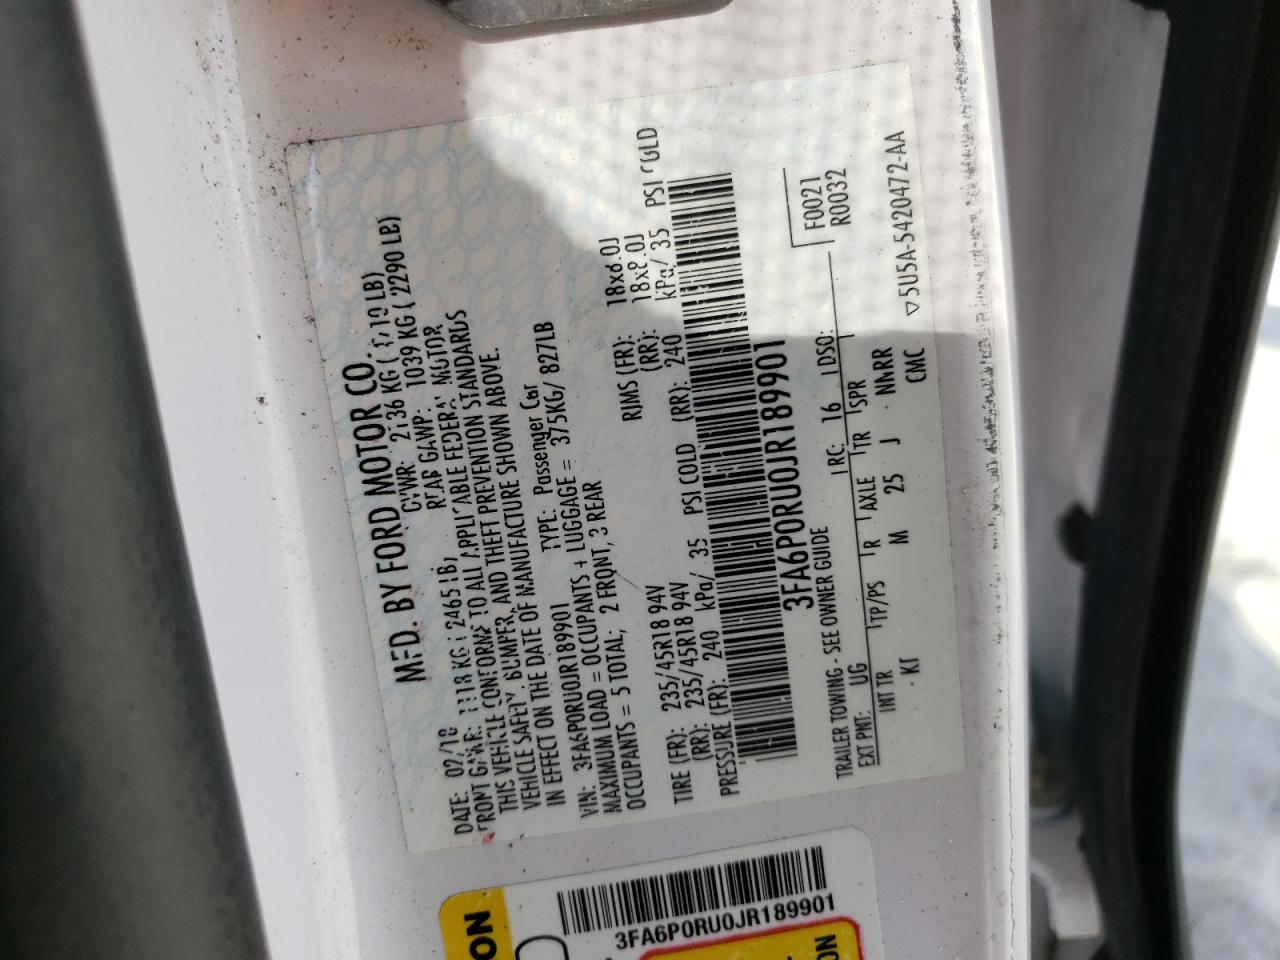 MFD. BY FORD MOTOR CO.
DATE: 02/18 GVWR: 2136 KG ( LB)
FRONT GAWR: 1118 KG ( 2465 LB) REAR GAWR: 1039 KG ( 2290 LB)
THIS VEHICLE CONFORMS TO ALL APPLICABLE FEDERAL MOTOR
VEHICLE SAFETY, BUMPER, AND THEFT PREVENTION STANDARDS
IN EFFECT ON THE DATE OF MANUFACTURE SHOWN ABOVE.
VIN: 3FA6P0RU0JR189901 TYPE: Passenger Car
MAXIMUM LOAD = OCCUPANTS + LUGGAGE = 375KG/ 827LB
OCCUPANTS = 5 TOTAL; 2 FRONT, 3 REAR
TIRE (FR): 235/45R18 94V RIMS (FR): 18x8.0J
(RR): 235/45R18 94V (RR): 18x8.0J
PRESSURE (FR): 240 kPa/ 35 PSI COLD (RR): 240 kPa/ 35 PSI COLD
3FA6P0RU0JR189901
TRAILER TOWING - SEE OWNER GUIDE RC: 16 DSO: F0021
EXT PNT: UG R0032
INT TR TP/PS R AXLE TR SPR
KT M 25 J NMRR
CMC ▽5U5A-5420472-AA
3FA6P0RU0JR189901
ON
ON